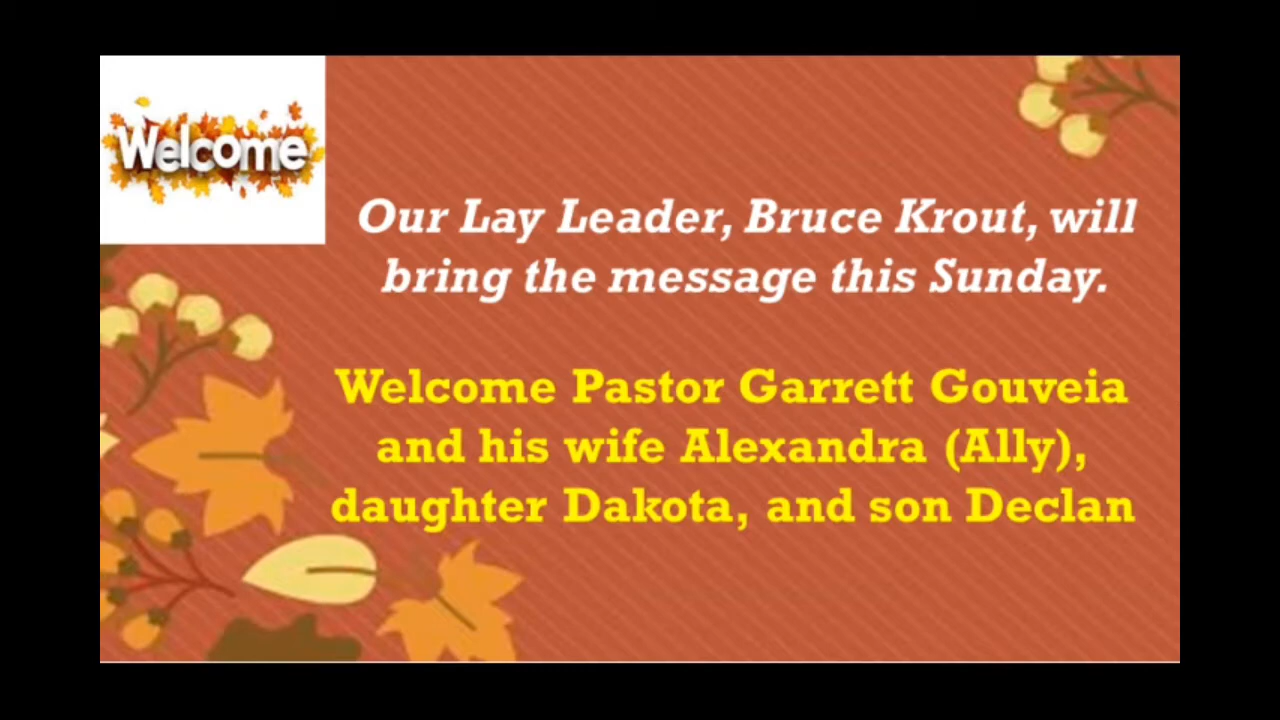 Welcome
Our Lay Leader, Bruce Krout, will
bring the message this Sunday.
Welcome Pastor Garrett Gouveia
and his wife Alexandra (Ally),
daughter Dakota, and son Declan